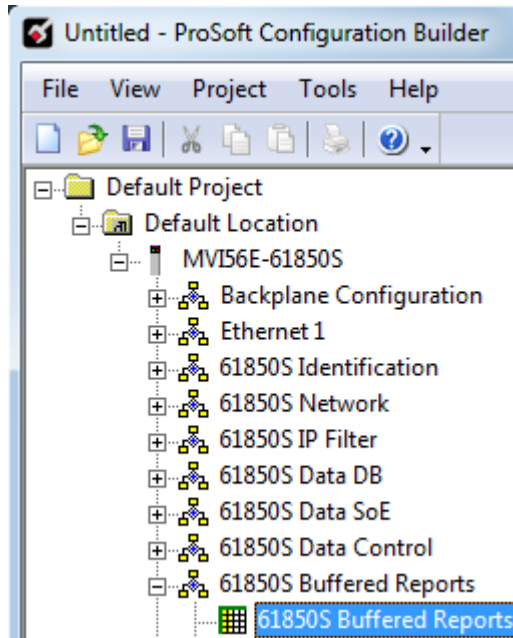 Untitled - ProSoft Configuration Builder
File View Project Tools Help
Default Project
Default Location
MVI56E-61850S
Backplane Configuration
Ethernet 1
61850S Identification
61850S Network
61850S IP Filter
61850S Data DB
61850S Data SoE
61850S Data Control
61850S Buffered Reports
61850S Buffered Reports